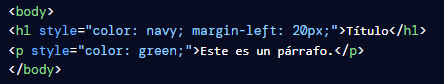 <body>
<h1 style="color: navy; margin-left: 20px;">Título</h1>
<p style="color: green;">Este es un párrafo.</p>
</body>